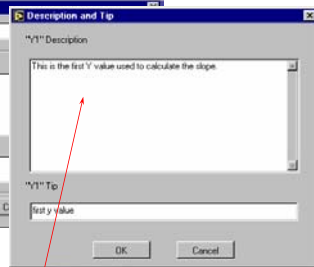 Description and Tip
"Y1" Description
This is the first Y value used to calculate the slope.
"Y1" Tip
first y value
OK
Cancel